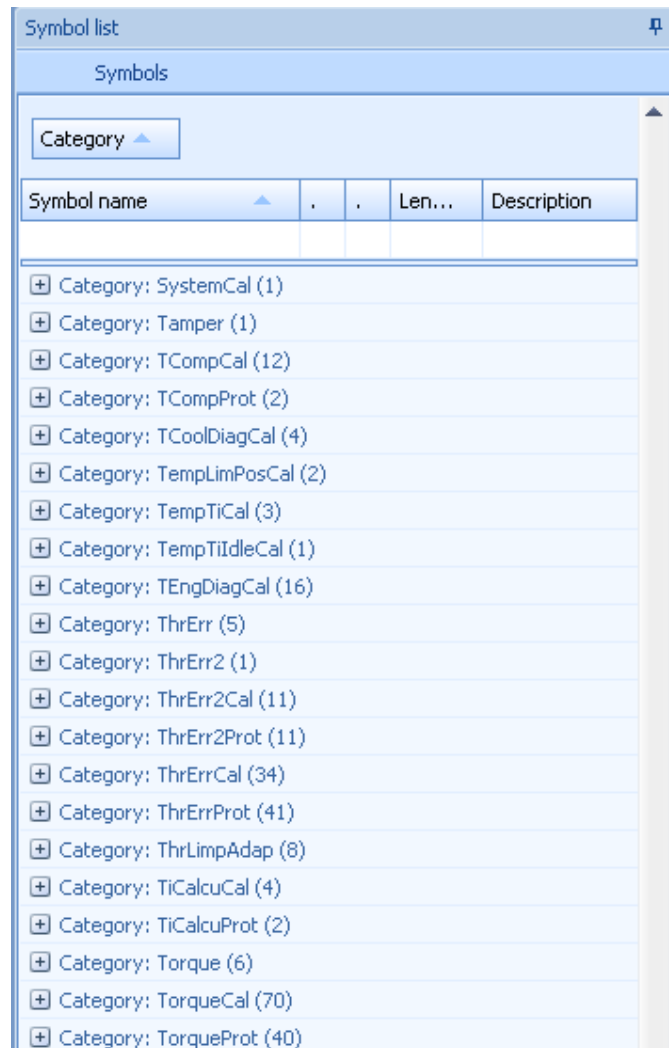 Symbol list
Symbols
Category
Symbol name . . Len... Description
Category: SystemCal (1)
Category: Tamper (1)
Category: TCompCal (12)
Category: TCompProt (2)
Category: TCoolDiagCal (4)
Category: TempLimPosCal (2)
Category: TempTiCal (3)
Category: TempTiIdleCal (1)
Category: TEngDiagCal (16)
Category: ThrErr (5)
Category: ThrErr2 (1)
Category: ThrErr2Cal (11)
Category: ThrErr2Prot (11)
Category: ThrErrCal (34)
Category: ThrErrProt (41)
Category: ThrLimpAdap (8)
Category: TiCalcuCal (4)
Category: TiCalcuProt (2)
Category: Torque (6)
Category: TorqueCal (70)
Category: TorqueProt (40)